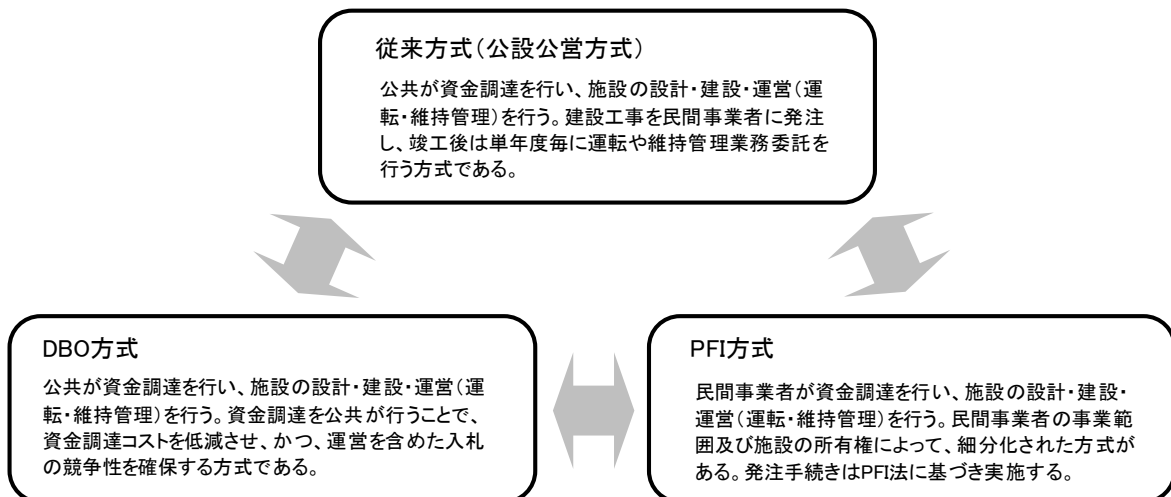 従来方式(公設公営方式)
公共が資金調達を行い、施設の設計・建設・運営(運
転・維持管理)を行う。建設工事を民間事業者に発注
し、竣工後は単年度毎に運転や維持管理業務委託を
行う方式である。
DBO方式
公共が資金調達を行い、施設の設計・建設・運営(運
転・維持管理)を行う。資金調達を公共が行うことで、
資金調達コストを低減させ、かつ、運営を含めた入札
の競争性を確保する方式である。
PFI方式
民間事業者が資金調達を行い、施設の設計・建設・
運営(運転・維持管理)を行う。民間事業者の事業範
囲及び施設の所有権によって、細分化された方式が
ある。発注手続きはPFI法に基づき実施する。